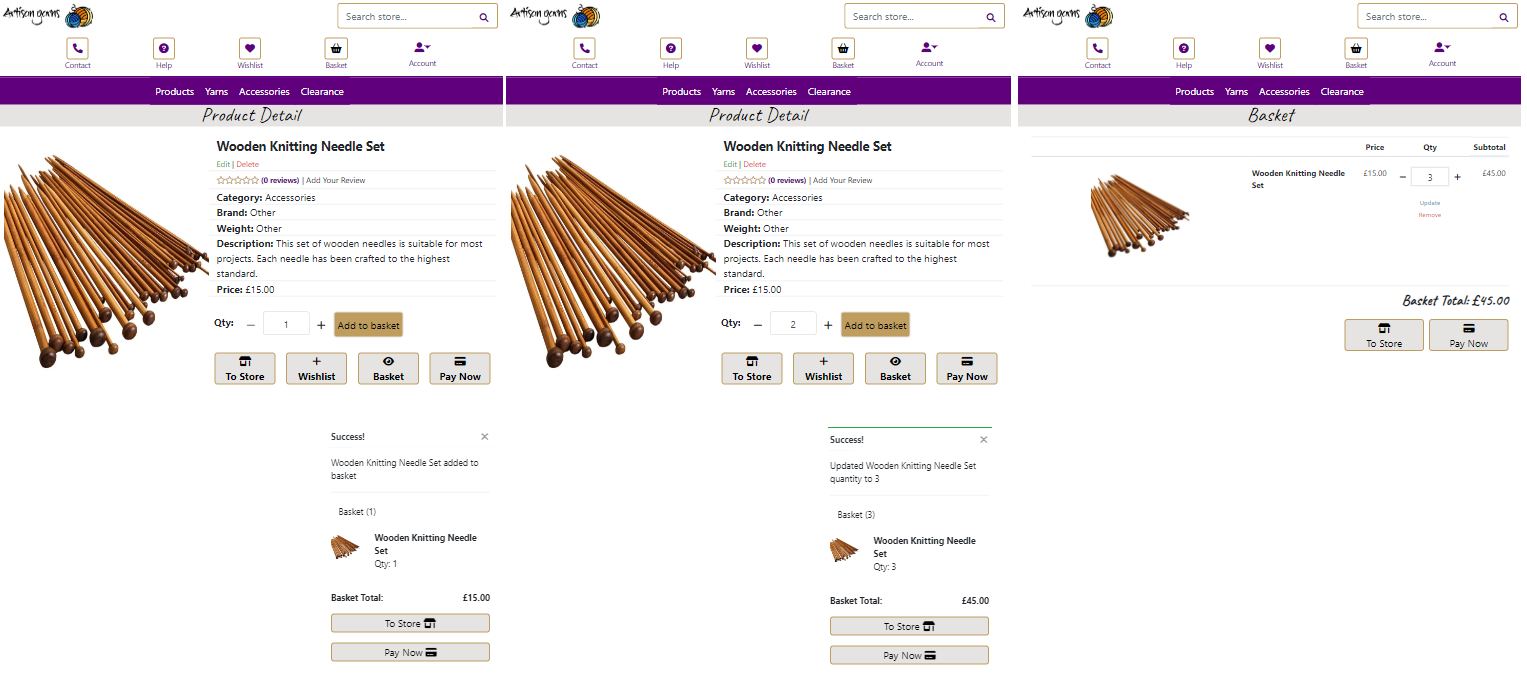 Artisan yarns
Search store...
Contact
Help
Wishlist
Basket
Account
Products Yarns Accessories Clearance
Product Detail
Wooden Knitting Needle Set
Edit | Delete
(0 reviews) | Add Your Review
Category: Accessories
Brand: Other
Weight: Other
Description: This set of wooden needles is suitable for most
projects. Each needle has been crafted to the highest
standard.
Price: £15.00
Qty: − 1 + Add to basket
To Store
Wishlist
Basket
Pay Now
Success! ×
Wooden Knitting Needle Set added to
basket
Basket (1)
Wooden Knitting Needle
Set
Qty: 1
Basket Total: £15.00
To Store
Pay Now
Artisan yarns
Search store...
Contact
Help
Wishlist
Basket
Account
Products Yarns Accessories Clearance
Product Detail
Wooden Knitting Needle Set
Edit | Delete
(0 reviews) | Add Your Review
Category: Accessories
Brand: Other
Weight: Other
Description: This set of wooden needles is suitable for most
projects. Each needle has been crafted to the highest
standard.
Price: £15.00
Qty: − 2 + Add to basket
To Store
Wishlist
Basket
Pay Now
Success! ×
Updated Wooden Knitting Needle Set
quantity to 3
Basket (3)
Wooden Knitting Needle
Set
Qty: 3
Basket Total: £45.00
To Store
Pay Now
Artisan yarns
Search store...
Contact
Help
Wishlist
Basket
Account
Products Yarns Accessories Clearance
Basket
Price Qty Subtotal
Wooden Knitting Needle £15.00 − 3 + £45.00
Set
Update
Remove
Basket Total: £45.00
To Store
Pay Now